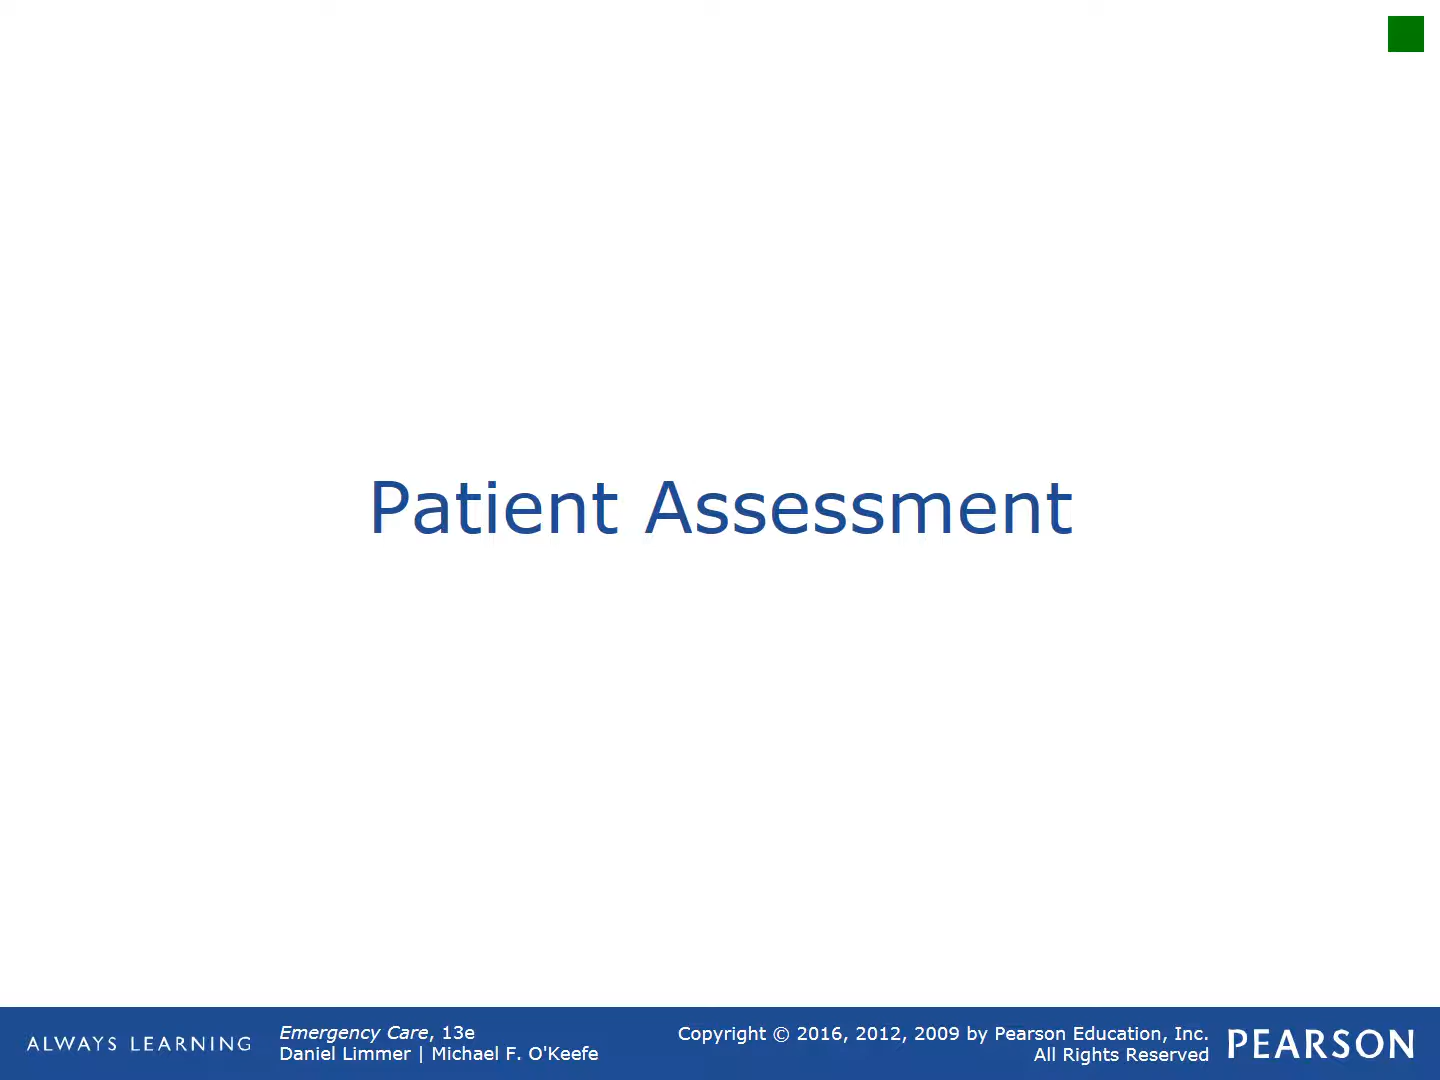 Patient Assessment
ALWAYS LEARNING
Emergency Care, 13e
Daniel Limmer | Michael F. O'Keefe
Copyright © 2016, 2012, 2009 by Pearson Education, Inc.
All Rights Reserved
PEARSON